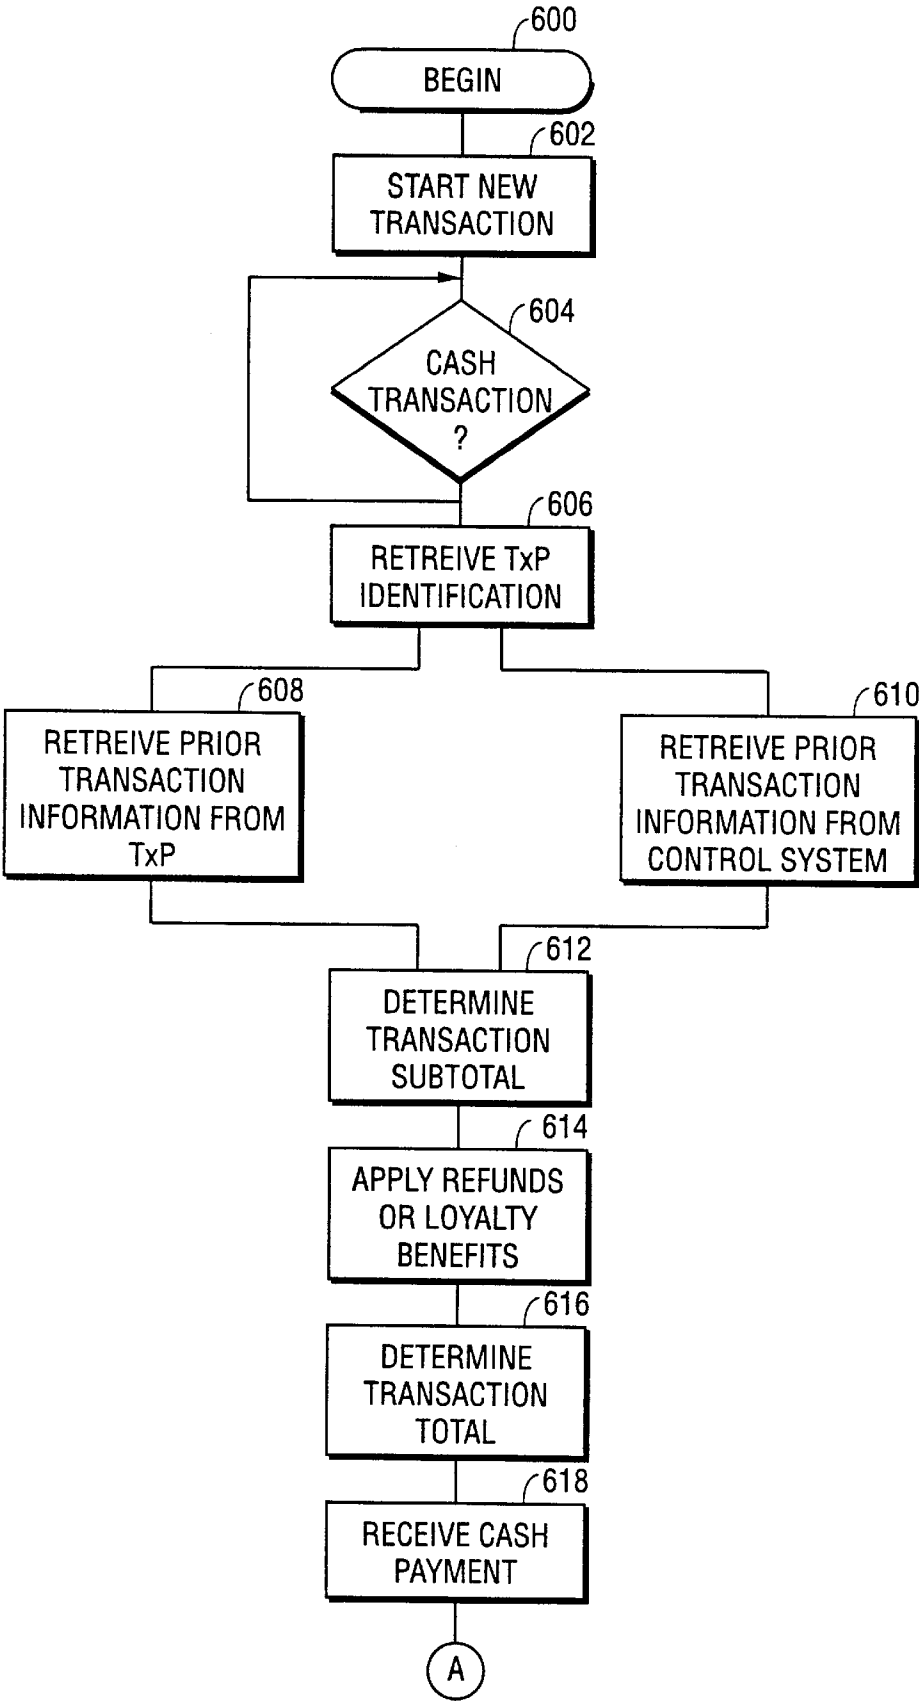 600
BEGIN
602
START NEW
TRANSACTION
604
CASH
TRANSACTION
?
606
RETREIVE TxP
IDENTIFICATION
608
RETREIVE PRIOR
TRANSACTION
INFORMATION FROM
TxP
610
RETREIVE PRIOR
TRANSACTION
INFORMATION FROM
CONTROL SYSTEM
612
DETERMINE
TRANSACTION
SUBTOTAL
614
APPLY REFUNDS
OR LOYALTY
BENEFITS
616
DETERMINE
TRANSACTION
TOTAL
618
RECEIVE CASH
PAYMENT
A